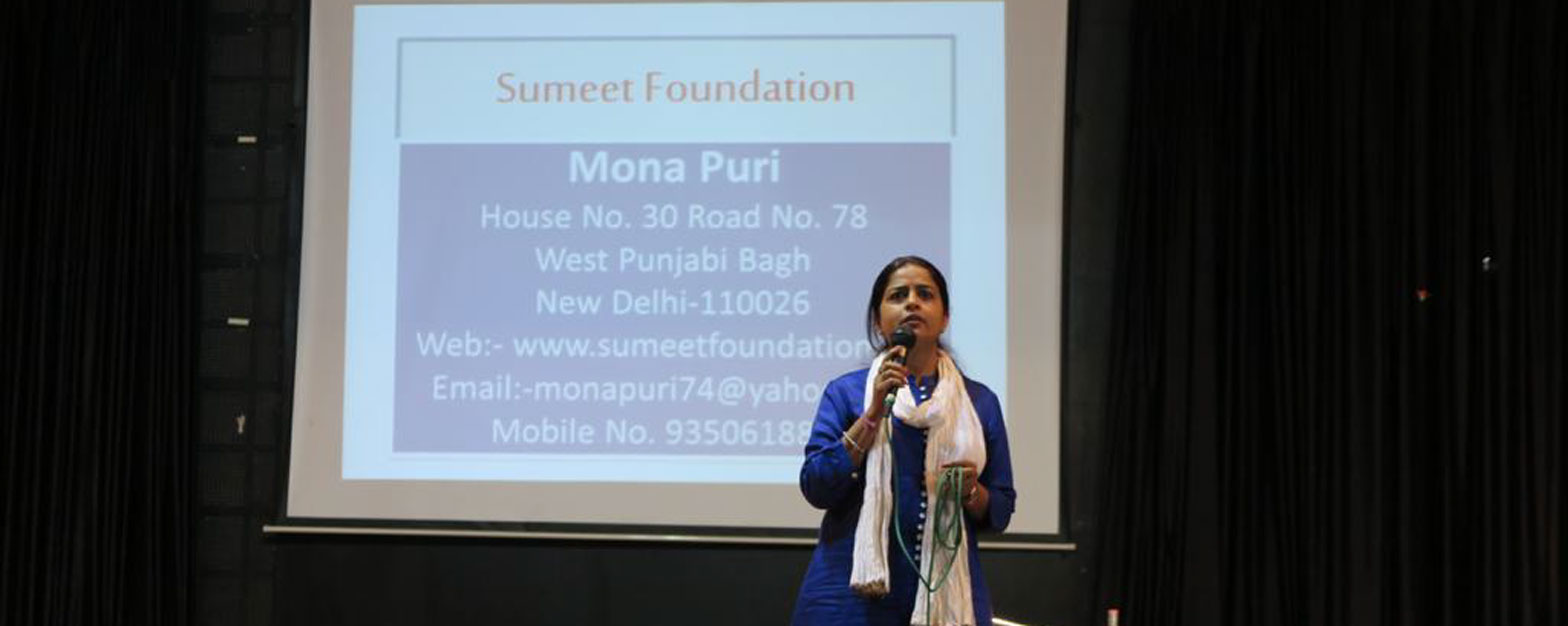 Sumeet Foundation
Mona Puri
House No. 30 Road No. 78
West Punjabi Bagh
New Delhi-110026
Web:- www.sumeetfoundation
Email:-monapuri74@yaho
Mobile No. 93506188